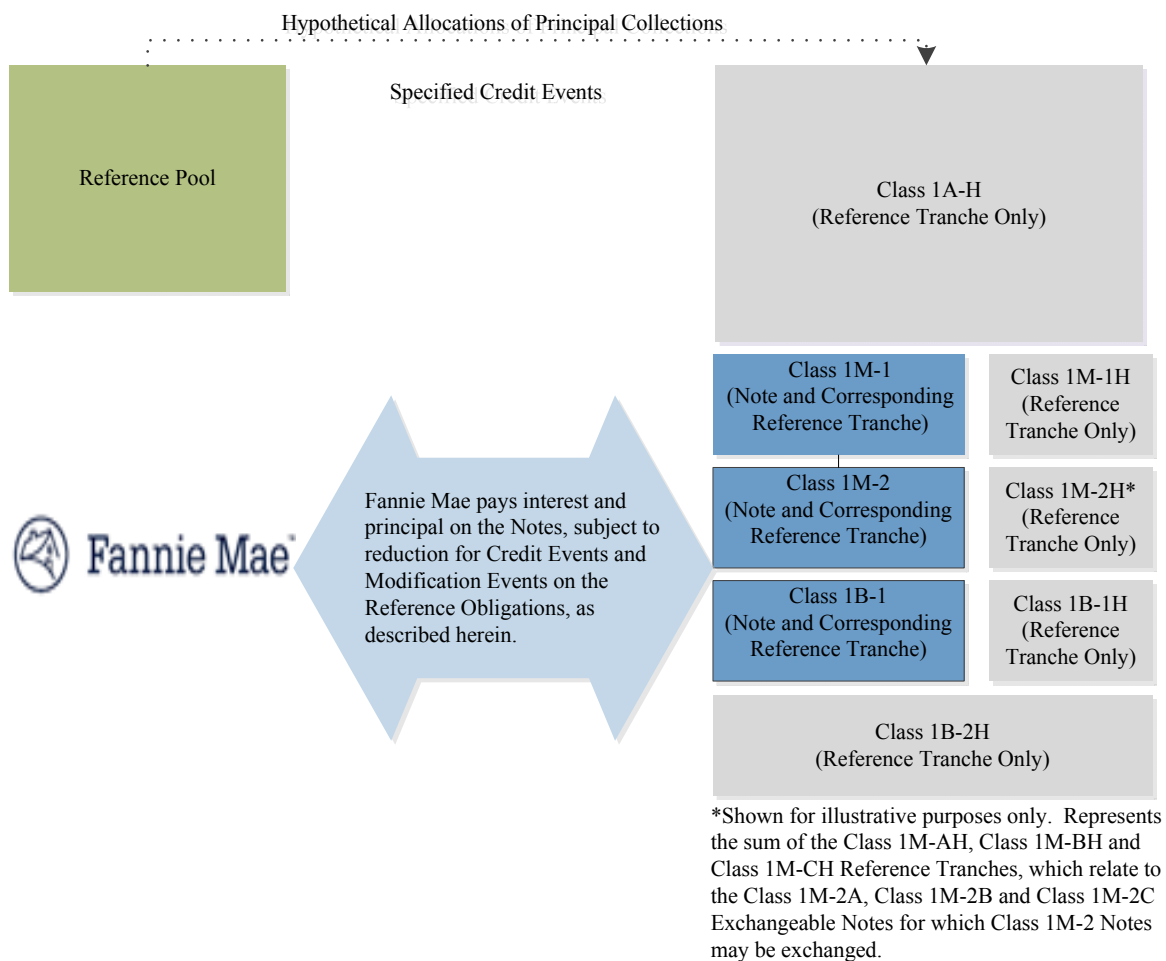 Hypothetical Allocations of Principal Collections
Specified Credit Events
Reference Pool
Class 1A-H
(Reference Tranche Only)
Class 1M-1
(Note and Corresponding
Reference Tranche)
Class 1M-1H
(Reference
Tranche Only)
Class 1M-2
(Note and Corresponding
Reference Tranche)
Class 1M-2H*
(Reference
Tranche Only)
Fannie Mae™
Fannie Mae pays interest and
principal on the Notes, subject to
reduction for Credit Events and
Modification Events on the
Reference Obligations, as
described herein.
Class 1B-1
(Note and Corresponding
Reference Tranche)
Class 1B-1H
(Reference
Tranche Only)
Class 1B-2H
(Reference Tranche Only)
*Shown for illustrative purposes only.  Represents
the sum of the Class 1M-AH, Class 1M-BH and
Class 1M-CH Reference Tranches, which relate to
the Class 1M-2A, Class 1M-2B and Class 1M-2C
Exchangeable Notes for which Class 1M-2 Notes
may be exchanged.